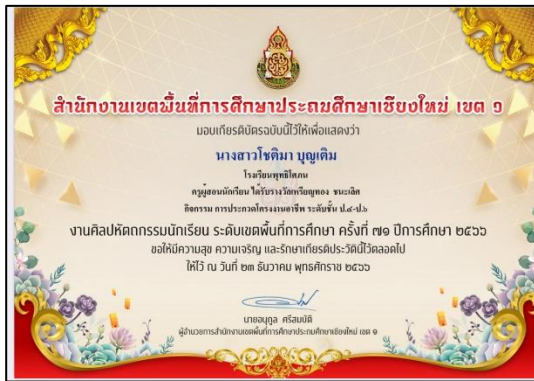 สำนักงานเขตพื้นที่การศึกษาประถมศึกษาเชียงใหม่ เขต ๑
มอบเกียรติบัตรฉบับนี้ไว้ให้เพื่อแสดงว่า
นางสาวโชติมา บุญเติม
โรงเรียนพุทธิโศภน
ครูผู้สอนนักเรียน ได้รับรางวัลเหรียญทอง ชนะเลิศ
กิจกรรม การประกวดโครงงานอาชีพ ระดับชั้น ป.๔-ป.๖
งานศิลปหัตถกรรมนักเรียน ระดับเขตพื้นที่การศึกษา ครั้งที่ ๗๑ ปีการศึกษา ๒๕๖๖
ขอให้มีความสุข ความเจริญ และรักษาเกียรติประวัตินี้ไว้ตลอดไป
ให้ไว้ ณ วันที่ ๒๓ ธันวาคม พุทธศักราช ๒๕๖๖
นายอนุกูล ศรีสมบัติ
ผู้อำนวยการสำนักงานเขตพื้นที่การศึกษาประถมศึกษาเชียงใหม่ เขต ๑